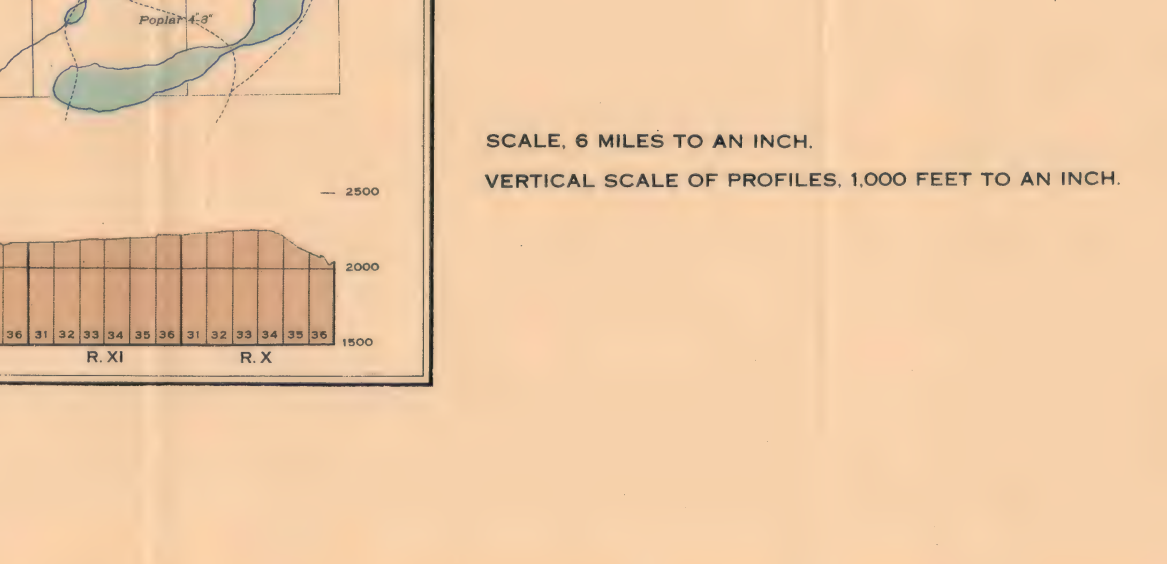 Poplar 4"-8"
SCALE, 6 MILES TO AN INCH.
VERTICAL SCALE OF PROFILES, 1,000 FEET TO AN INCH.
2500
2000
36 31 32 33 34 35 36 31 32 33 34 35 36
1500
R. XI R. X